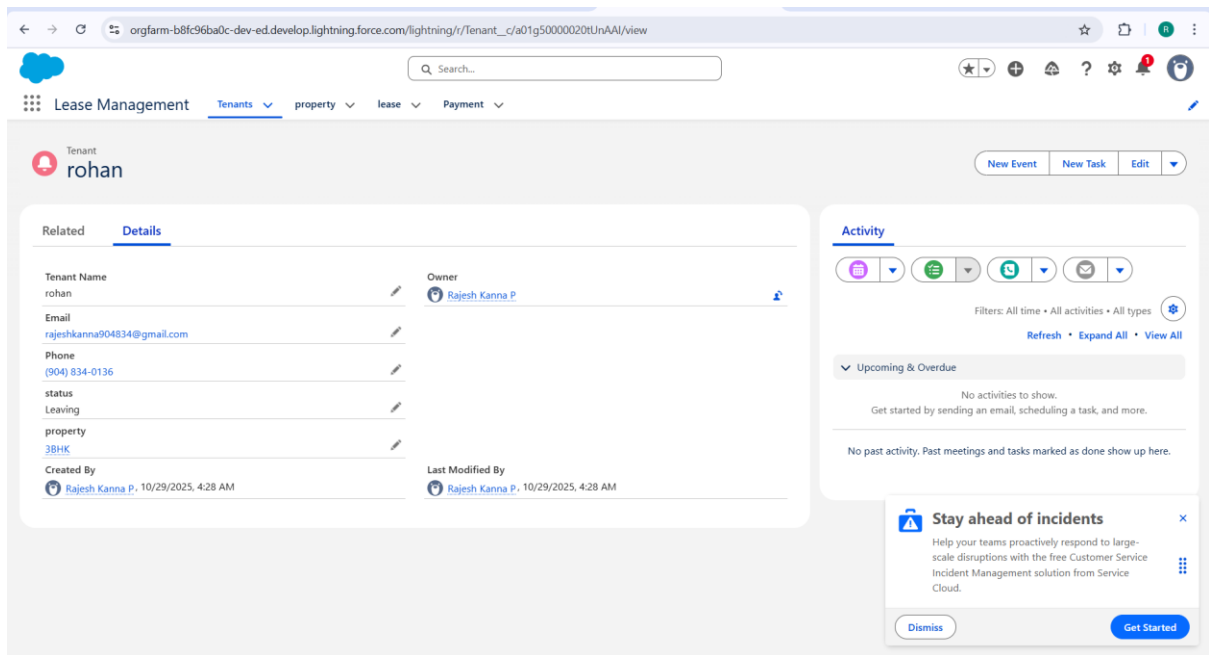 orgfarm-b8fc96ba0c-dev-ed.develop.lightning.force.com/lightning/r/Tenant__c/a01g50000020tUnAAI/view
R
Search...
1
Lease Management
Tenants
property
lease
Payment
Tenant
rohan
New Event
New Task
Edit
Related
Details
Tenant Name
rohan
Owner
Rajesh Kanna P
Email
rajeshkanna904834@gmail.com
Phone
(904) 834-0136
status
Leaving
property
3BHK
Created By
Rajesh Kanna P, 10/29/2025, 4:28 AM
Last Modified By
Rajesh Kanna P, 10/29/2025, 4:28 AM
Activity
Filters: All time • All activities • All types
Refresh • Expand All • View All
Upcoming & Overdue
No activities to show.
Get started by sending an email, scheduling a task, and more.
No past activity. Past meetings and tasks marked as done show up here.
Stay ahead of incidents
Help your teams proactively respond to large-
scale disruptions with the free Customer Service
Incident Management solution from Service
Cloud.
Dismiss
Get Started